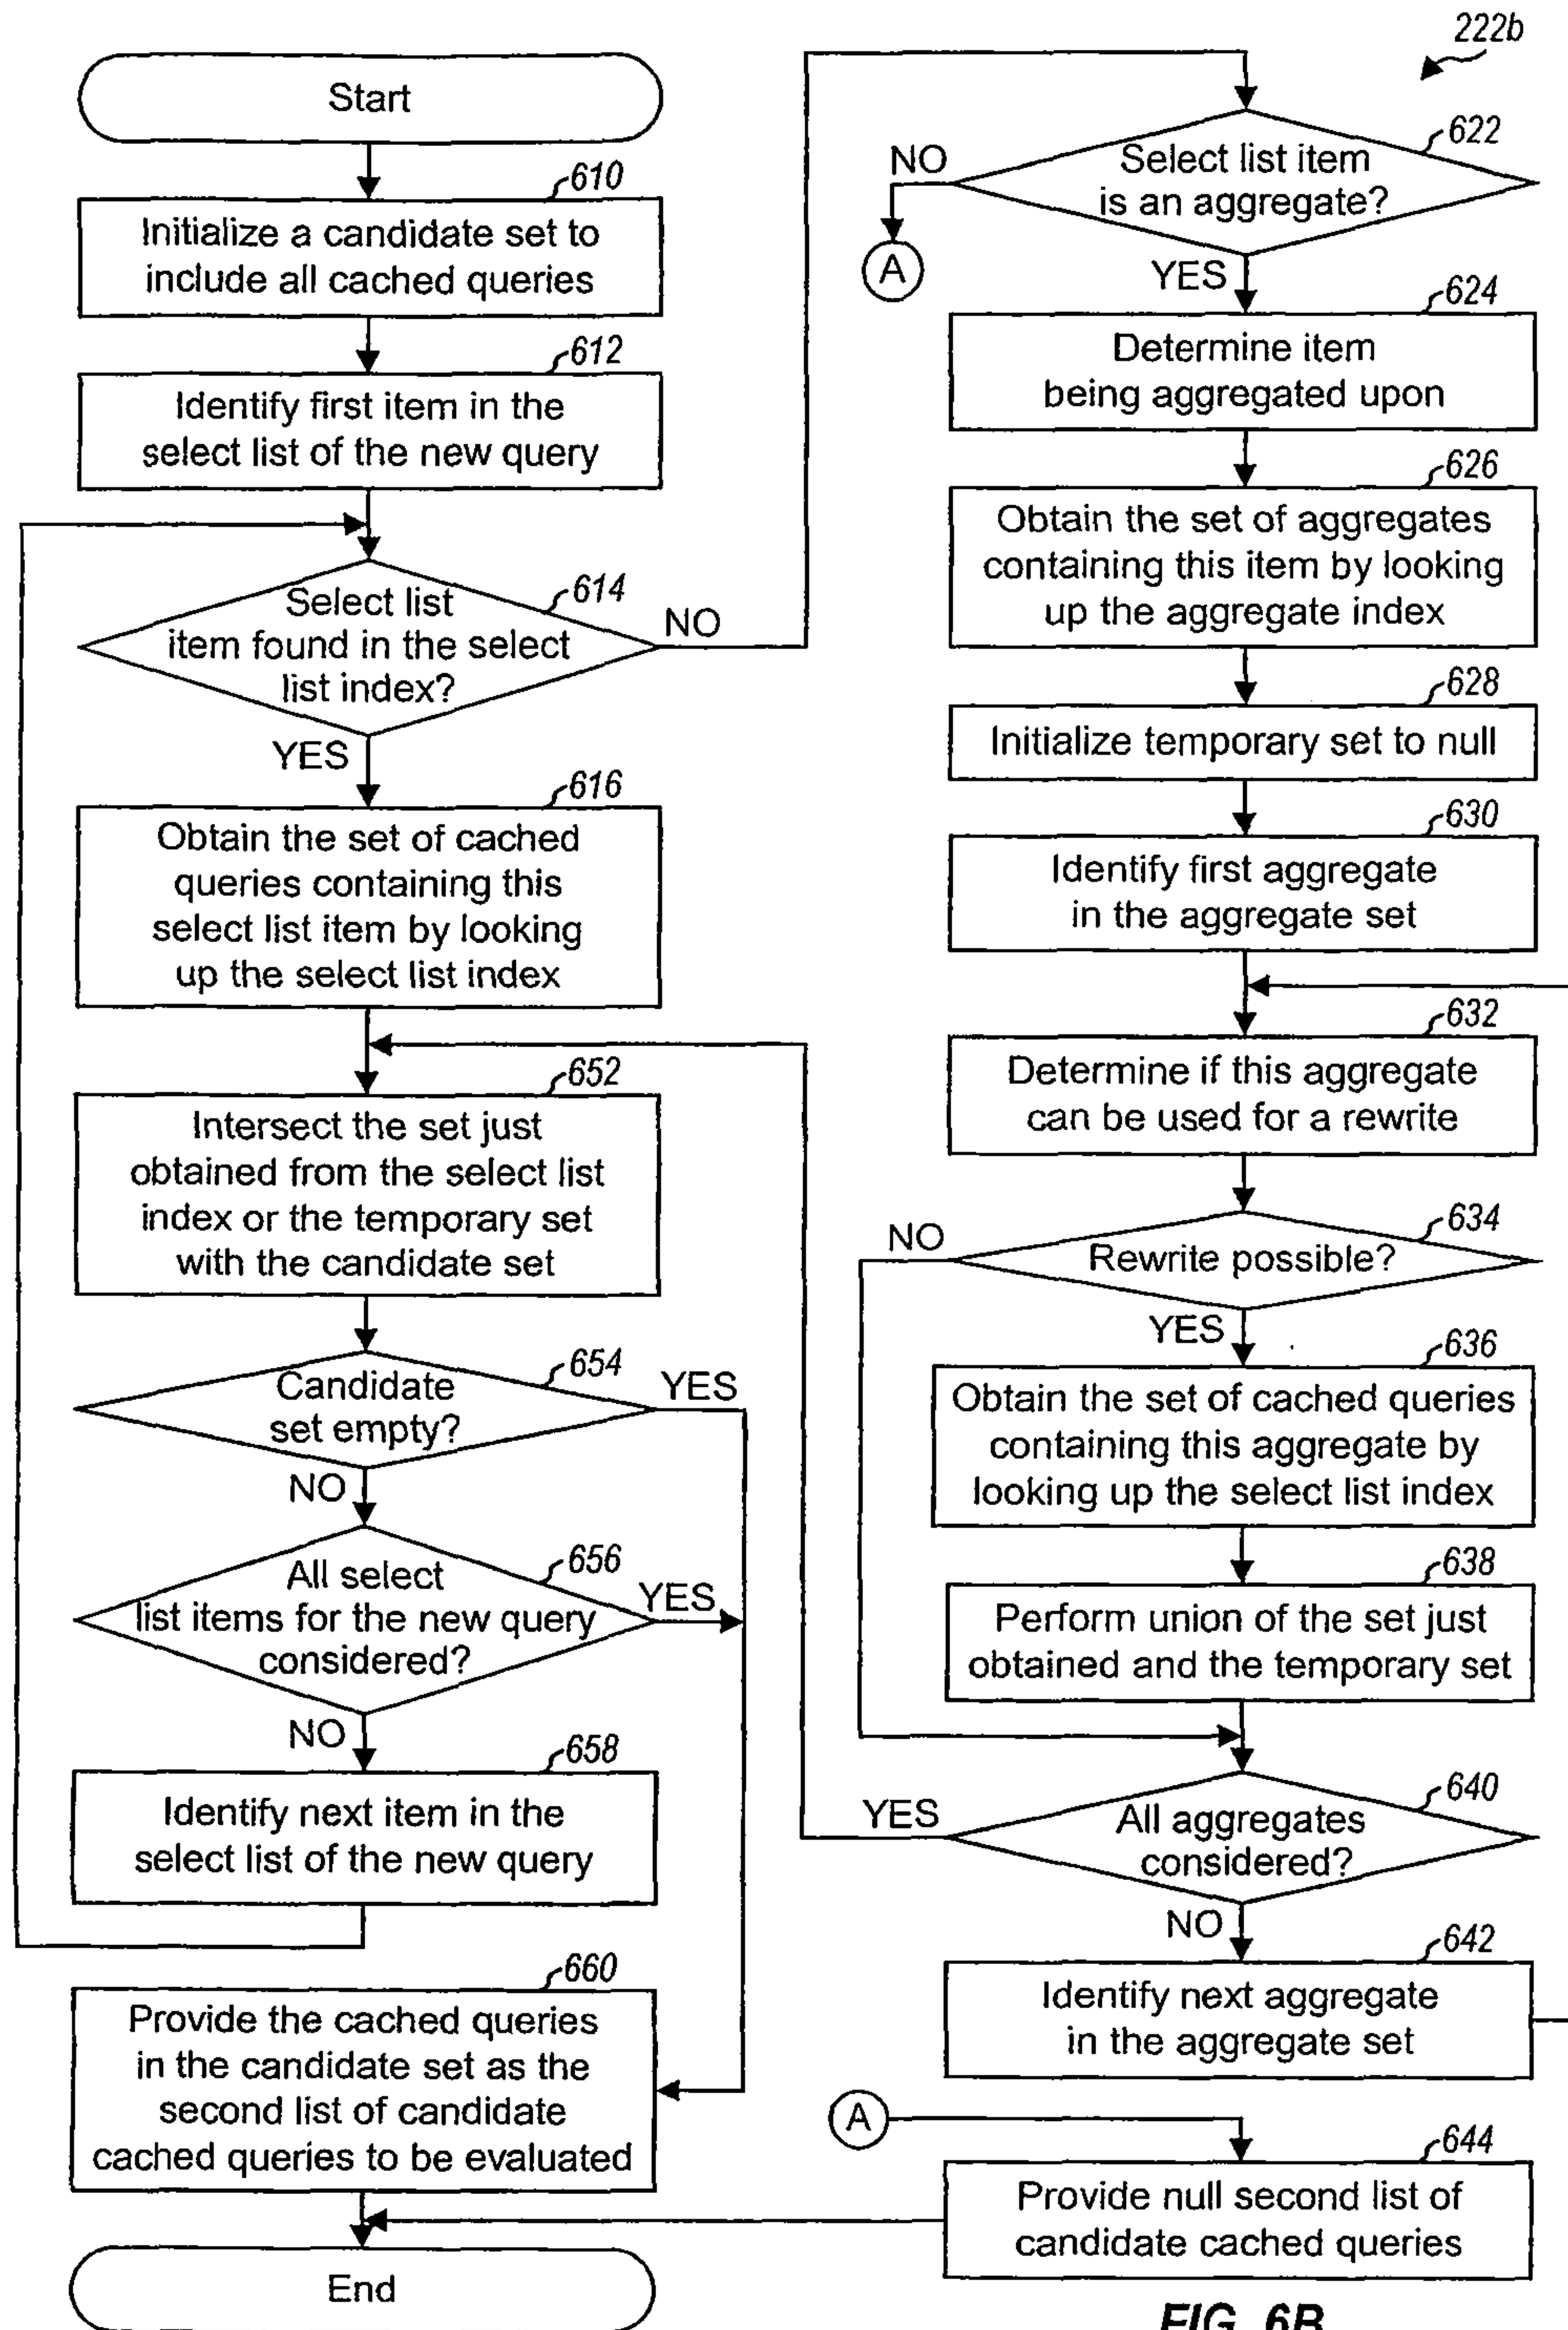 222b
Start
610
Initialize a candidate set to
include all cached queries
612
Identify first item in the
select list of the new query
614
Select list
item found in the select
list index?
NO
YES
616
Obtain the set of cached
queries containing this
select list item by looking
up the select list index
652
Intersect the set just
obtained from the select list
index or the temporary set
with the candidate set
654
Candidate
set empty?
YES
NO
656
All select
list items for the new query
considered?
YES
NO
658
Identify next item in the
select list of the new query
660
Provide the cached queries
in the candidate set as the
second list of candidate
cached queries to be evaluated
End
622
Select list item
is an aggregate?
NO
A
YES
624
Determine item
being aggregated upon
626
Obtain the set of aggregates
containing this item by looking
up the aggregate index
628
Initialize temporary set to null
630
Identify first aggregate
in the aggregate set
632
Determine if this aggregate
can be used for a rewrite
634
Rewrite possible?
NO
YES
636
Obtain the set of cached queries
containing this aggregate by
looking up the select list index
638
Perform union of the set just
obtained and the temporary set
640
All aggregates
considered?
YES
NO
642
Identify next aggregate
in the aggregate set
A
644
Provide null second list of
candidate cached queries
FIG. 6B